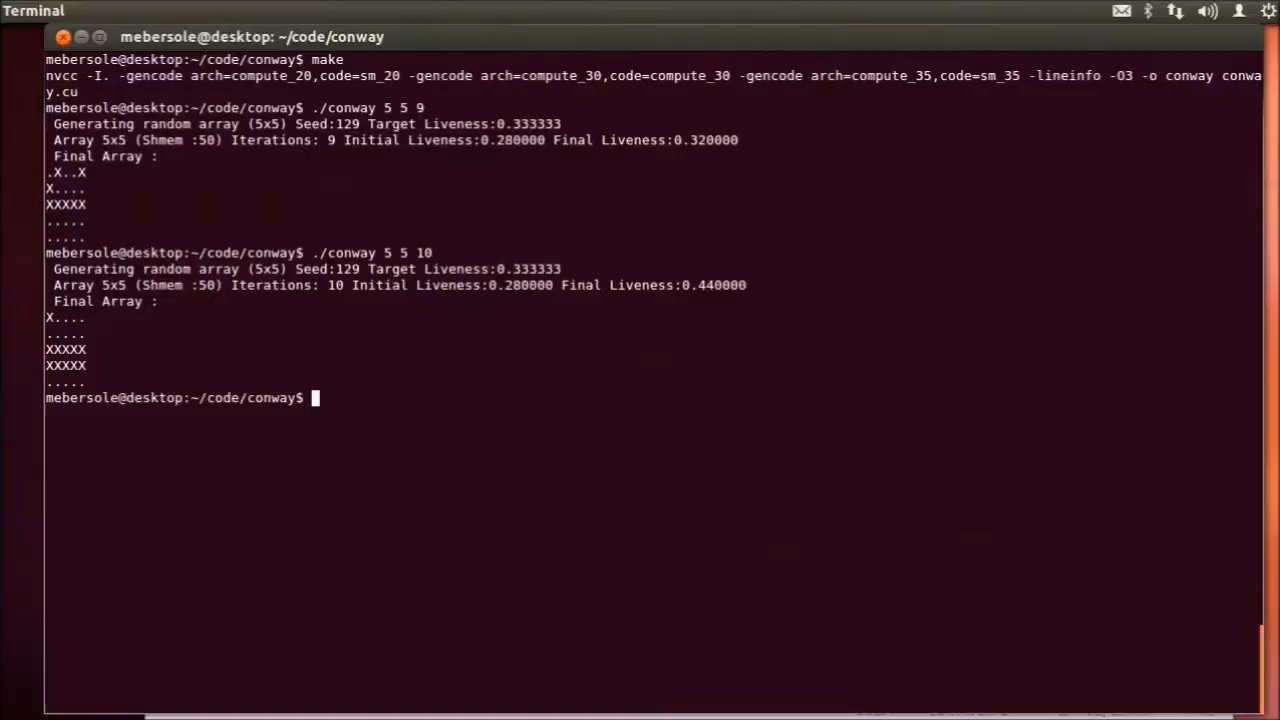 Terminal
mebersole@desktop: ~/code/conway
mebersole@desktop:~/code/conway$ make
nvcc -I. -gencode arch=compute_20,code=sm_20 -gencode arch=compute_30,code=compute_30 -gencode arch=compute_35,code=sm_35 -lineinfo -O3 -o conway conwa
y.cu
mebersole@desktop:~/code/conway$ ./conway 5 5 9
Generating random array (5x5) Seed:129 Target Liveness:0.333333
Array 5x5 (Shmem :50) Iterations: 9 Initial Liveness:0.280000 Final Liveness:0.320000
Final Array :
.X..X
X....
XXXXX
.....
.....
mebersole@desktop:~/code/conway$ ./conway 5 5 10
Generating random array (5x5) Seed:129 Target Liveness:0.333333
Array 5x5 (Shmem :50) Iterations: 10 Initial Liveness:0.280000 Final Liveness:0.440000
Final Array :
X....
.....
XXXXX
XXXXX
.....
mebersole@desktop:~/code/conway$